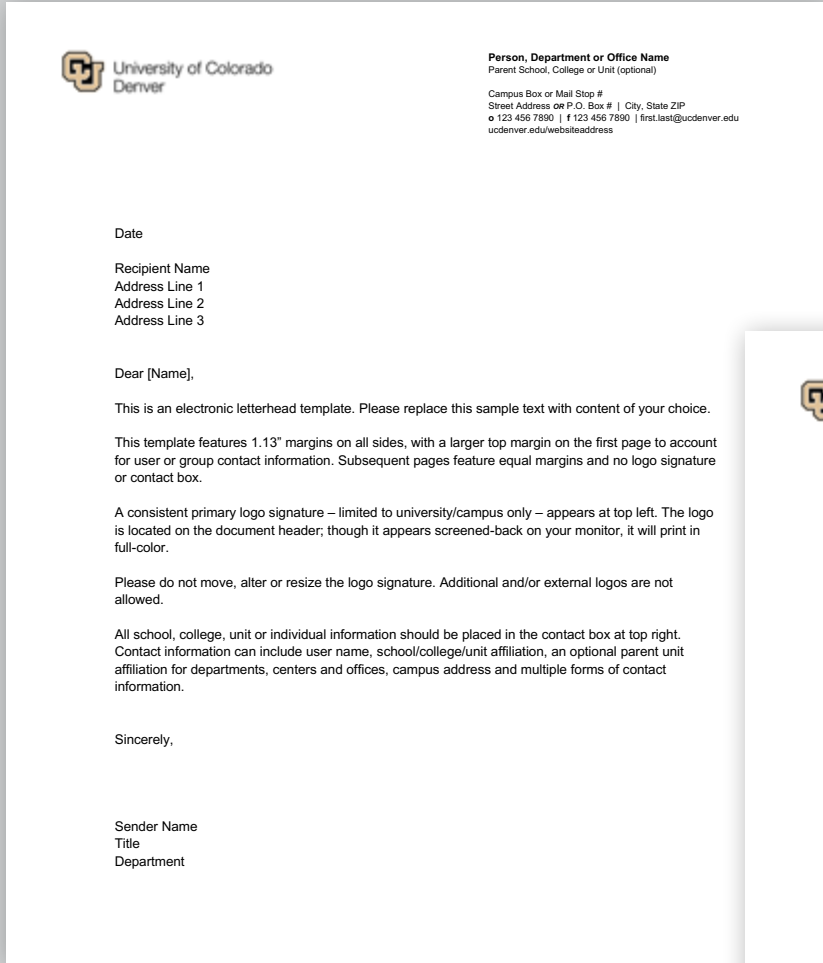 University of Colorado
Denver
Person, Department or Office Name
Parent School, College or Unit (optional)
Campus Box or Mail Stop #
Street Address OR P.O. Box # | City, State ZIP
o 123 456 7890 | f 123 456 7890 | first.last@ucdenver.edu
ucdenver.edu/websiteaddress
Date
Recipient Name
Address Line 1
Address Line 2
Address Line 3
Dear [Name],
This is an electronic letterhead template. Please replace this sample text with content of your choice.
This template features 1.13” margins on all sides, with a larger top margin on the first page to account
for user or group contact information. Subsequent pages feature equal margins and no logo signature
or contact box.
A consistent primary logo signature – limited to university/campus only – appears at top left. The logo
is located on the document header; though it appears screened-back on your monitor, it will print in
full-color.
Please do not move, alter or resize the logo signature. Additional and/or external logos are not
allowed.
All school, college, unit or individual information should be placed in the contact box at top right.
Contact information can include user name, school/college/unit affiliation, an optional parent unit
affiliation for departments, centers and offices, campus address and multiple forms of contact
information.
Sincerely,
Sender Name
Title
Department